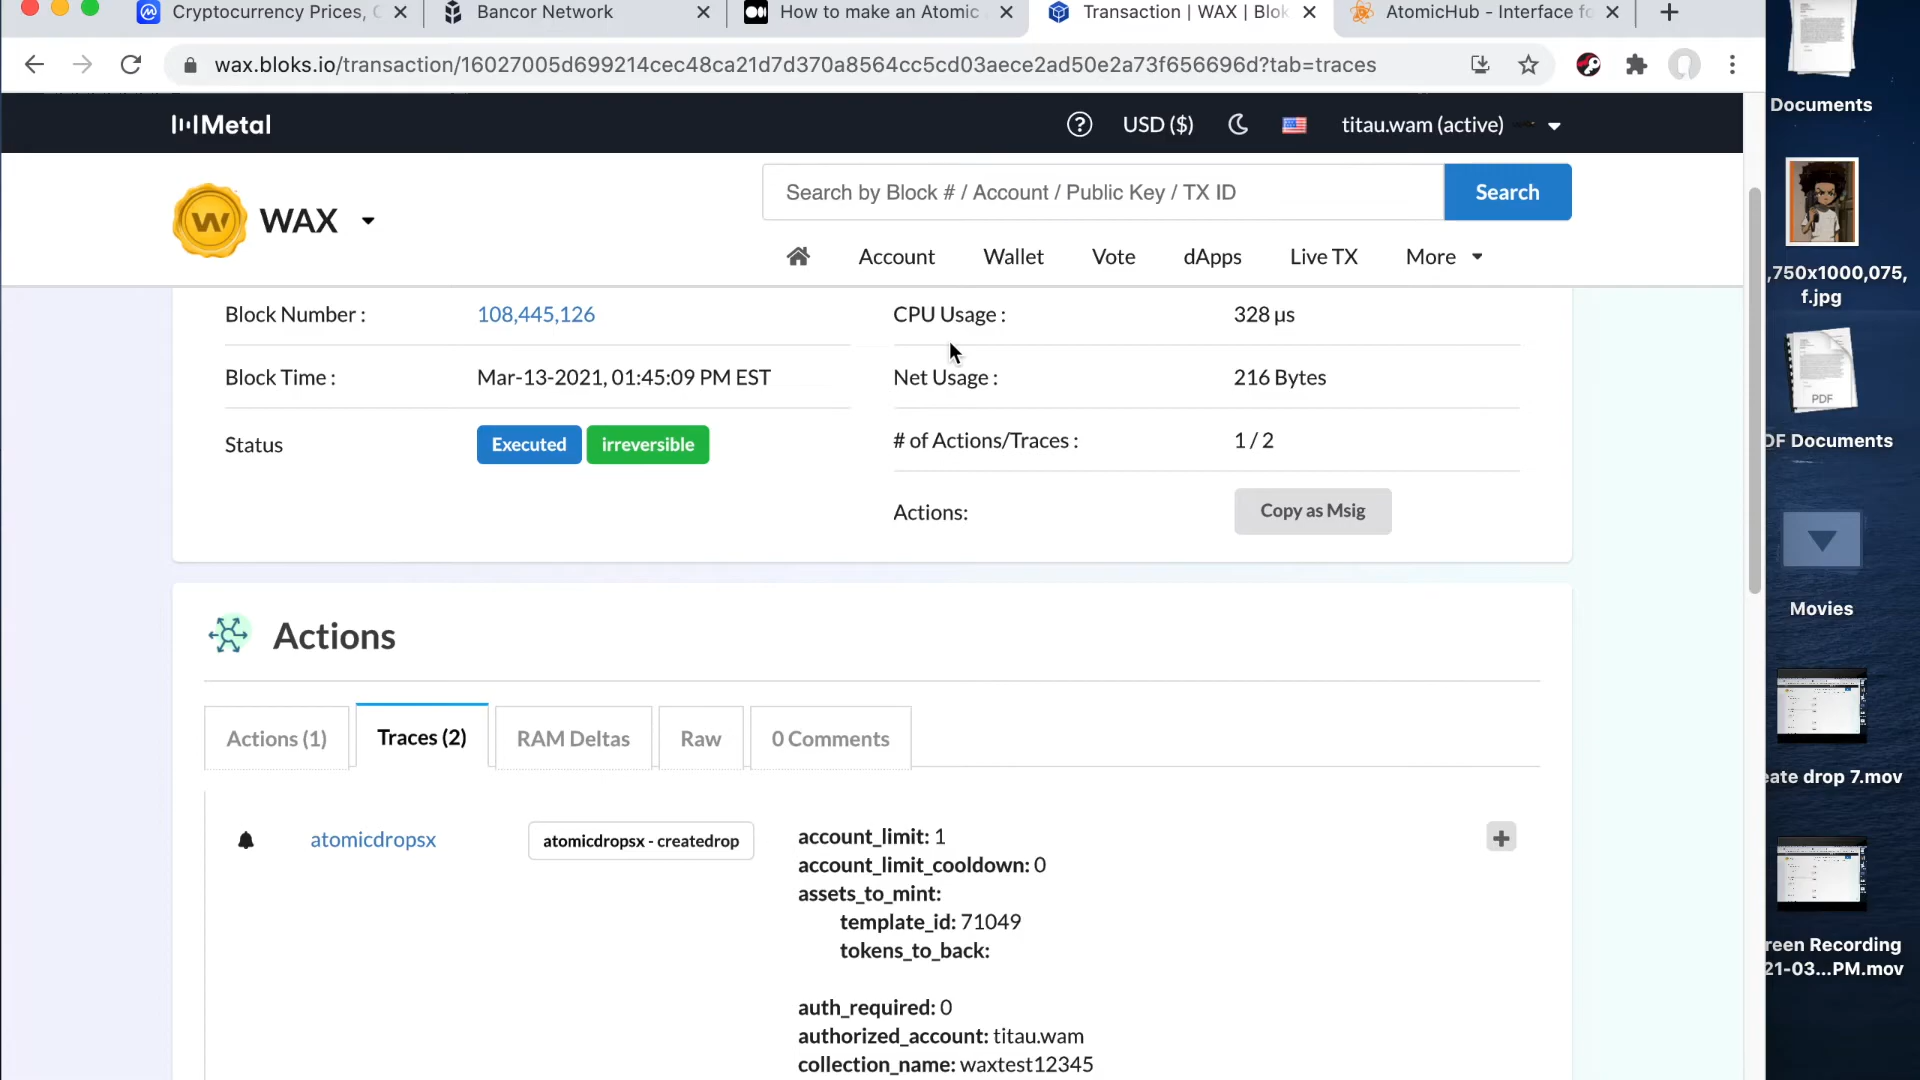 Cryptocurrency Prices, C
Bancor Network
How to make an Atomic
Transaction | WAX | Blok
AtomicHub - Interface fo
wax.bloks.io/transaction/16027005d699214cec48ca21d7d370a8564cc5cd03aece2ad50e2a73f656696d?tab=traces
Metal
USD ($)
titau.wam (active)
WAX
Search by Block # / Account / Public Key / TX ID
Search
Account
Wallet
Vote
dApps
Live TX
More
Block Number :
108,445,126
CPU Usage :
328 µs
Block Time :
Mar-13-2021, 01:45:09 PM EST
Net Usage :
216 Bytes
Status
Executed
irreversible
# of Actions/Traces :
1 / 2
Actions:
Copy as Msig
Actions
Actions (1)
Traces (2)
RAM Deltas
Raw
0 Comments
atomicdropsx
atomicdropsx - createdrop
account_limit: 1
account_limit_cooldown: 0
assets_to_mint:
template_id: 71049
tokens_to_back:
auth_required: 0
authorized_account: titau.wam
collection_name: waxtest12345
Documents
,750x1000,075,
f.jpg
PDF
DF Documents
Movies
eate drop 7.mov
reen Recording
21-03...PM.mov